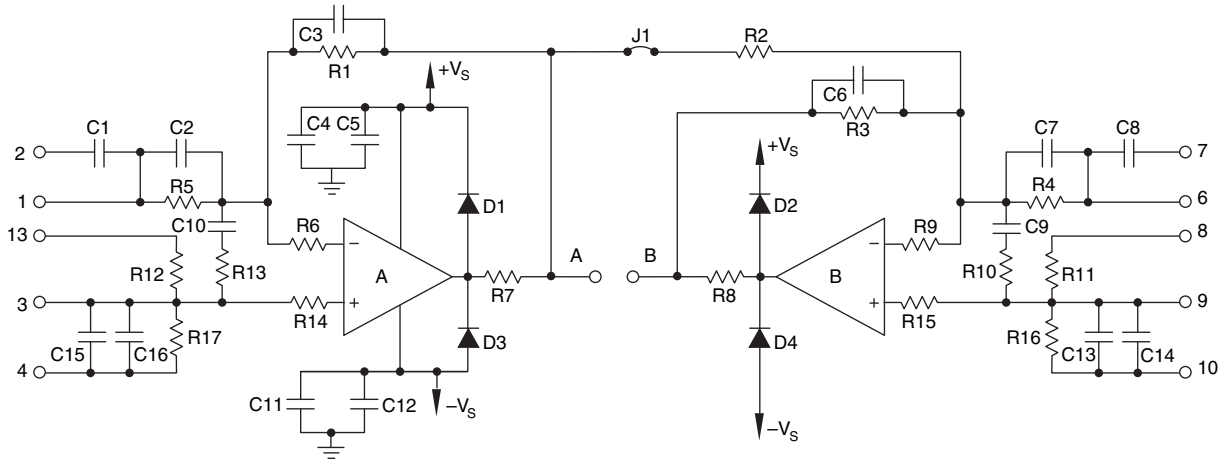 C3
R1
J1
R2
+VS
C6
R3
C4 C5
C1 C2
2
R5
1
C10
13
R12
R13
3
R17
C15 C16
4
R6
−
A
+
R14
D1
R7
D3
A
B
+VS
D2
R8
D4
−VS
−
B
+
R9
R15
C7 C8
7
R4
6
C9
8
R10
R11
9
R16
C13 C14
10
C11 C12
−VS